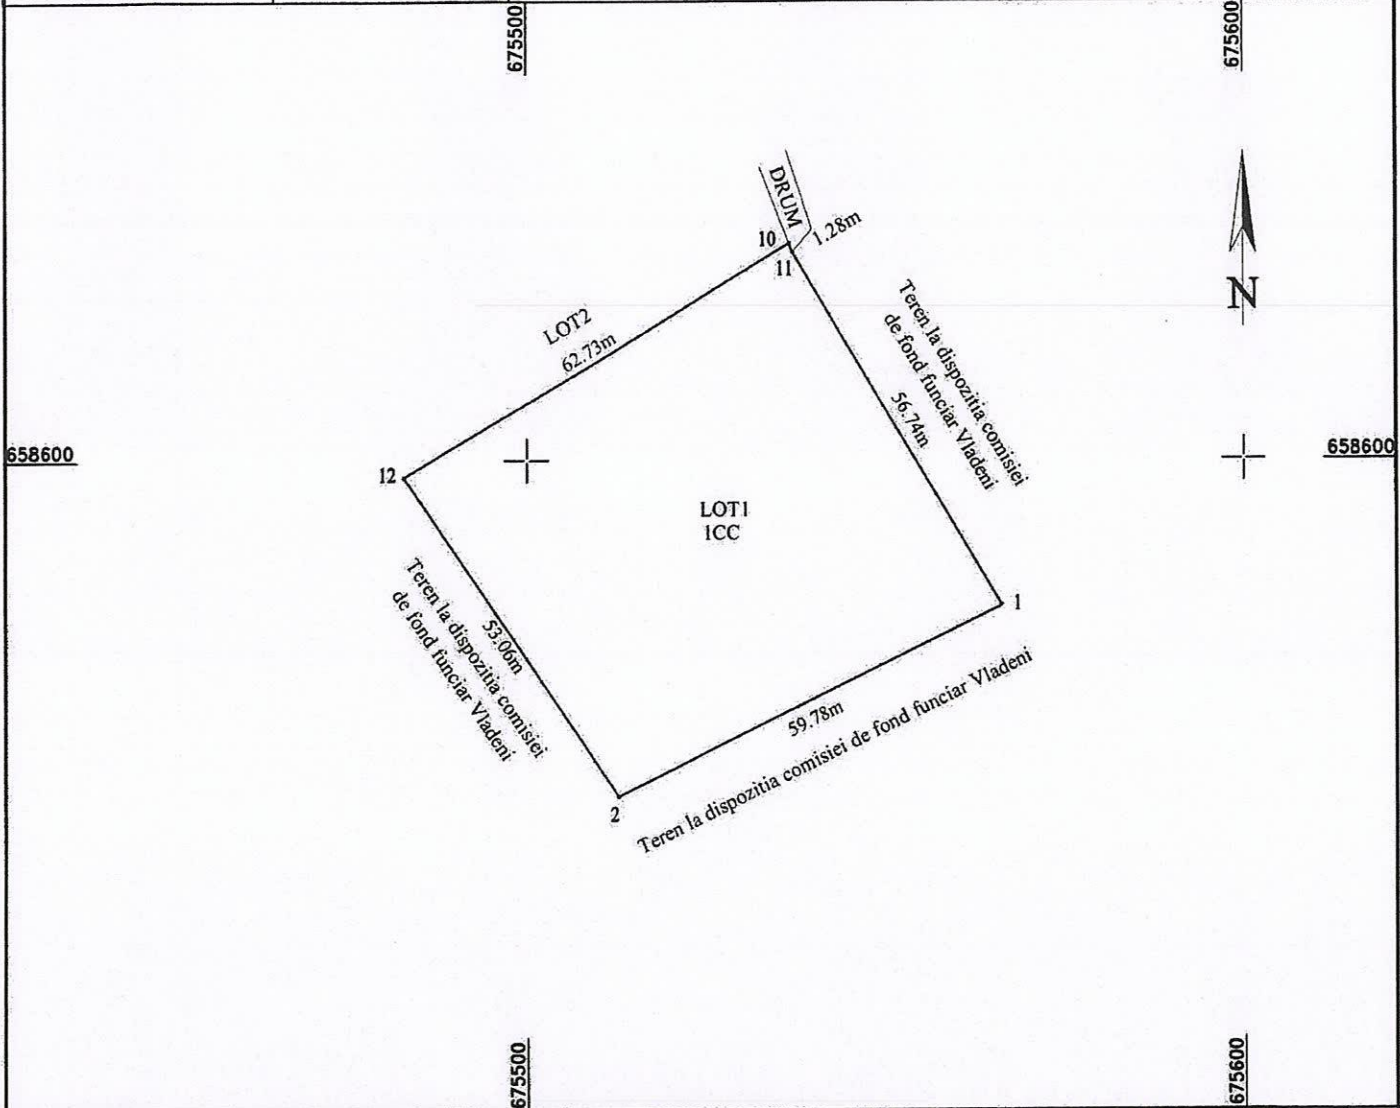 675500
675600
DRUM
1.28m
10
11
N
LOT2
62.73m
Teren la dispozitia comisiei
de fond funciar Vladeni
56.74m
658600
658600
12
LOT1
1CC
1
Teren la dispozitia comisiei
de fond funciar Vladeni
53.06m
59.78m
Teren la dispozitia comisiei de fond funciar Vladeni
2
675500
675600